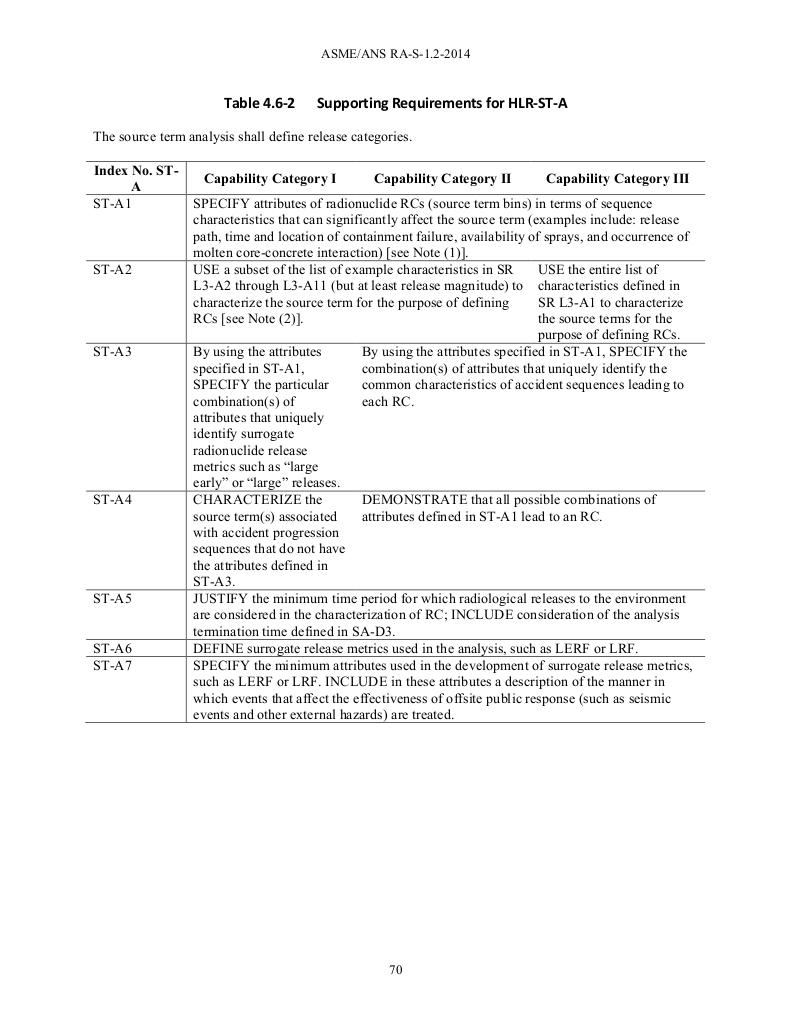 ASME/ANS RA-S-1.2-2014
Table 4.6-2 Supporting Requirements for HLR-ST-A
The source term analysis shall define release categories.
Index No. ST-
A
Capability Category I
Capability Category II
Capability Category III
ST-A1
SPECIFY attributes of radionuclide RCs (source term bins) in terms of sequence
characteristics that can significantly affect the source term (examples include: release
path, time and location of containment failure, availability of sprays, and occurrence of
molten core-concrete interaction) [see Note (1)].
ST-A2
USE a subset of the list of example characteristics in SR
L3-A2 through L3-A11 (but at least release magnitude) to
characterize the source term for the purpose of defining
RCs [see Note (2)].
USE the entire list of
characteristics defined in
SR L3-A1 to characterize
the source terms for the
purpose of defining RCs.
ST-A3
By using the attributes
specified in ST-A1,
SPECIFY the particular
combination(s) of
attributes that uniquely
identify surrogate
radionuclide release
metrics such as “large
early” or “large” releases.
By using the attributes specified in ST-A1, SPECIFY the
combination(s) of attributes that uniquely identify the
common characteristics of accident sequences leading to
each RC.
ST-A4
CHARACTERIZE the
source term(s) associated
with accident progression
sequences that do not have
the attributes defined in
ST-A3.
DEMONSTRATE that all possible combinations of
attributes defined in ST-A1 lead to an RC.
ST-A5
JUSTIFY the minimum time period for which radiological releases to the environment
are considered in the characterization of RC; INCLUDE consideration of the analysis
termination time defined in SA-D3.
ST-A6
DEFINE surrogate release metrics used in the analysis, such as LERF or LRF.
ST-A7
SPECIFY the minimum attributes used in the development of surrogate release metrics,
such as LERF or LRF. INCLUDE in these attributes a description of the manner in
which events that affect the effectiveness of offsite public response (such as seismic
events and other external hazards) are treated.
70